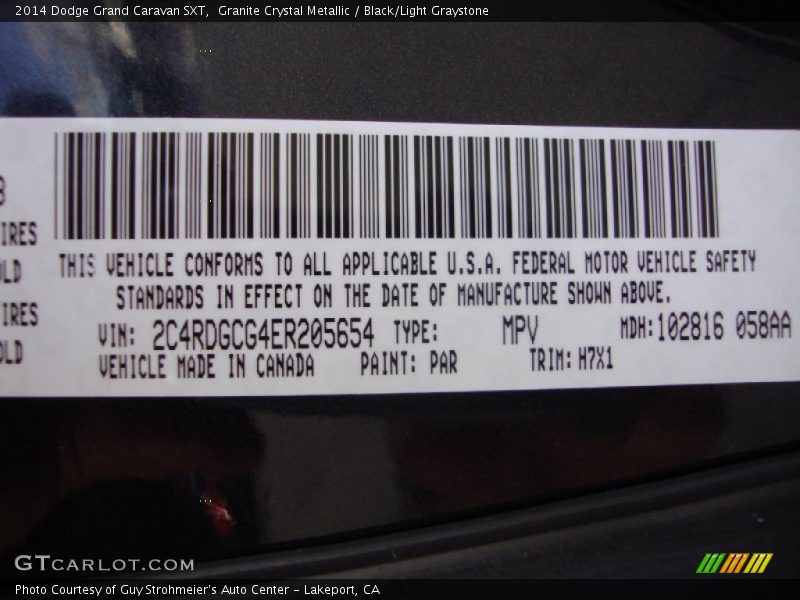 2014 Dodge Grand Caravan SXT,  Granite Crystal Metallic / Black/Light Graystone
IRES
OLD
IRES
OLD
THIS VEHICLE CONFORMS TO ALL APPLICABLE U.S.A. FEDERAL MOTOR VEHICLE SAFETY
STANDARDS IN EFFECT ON THE DATE OF MANUFACTURE SHOWN ABOVE.
VIN: 2C4RDGCG4ER205654 TYPE: MPV MDH:102816 058AA
VEHICLE MADE IN CANADA PAINT: PAR TRIM: H7X1
GTCARLOT.COM
Photo Courtesy of Guy Strohmeier's Auto Center - Lakeport, CA